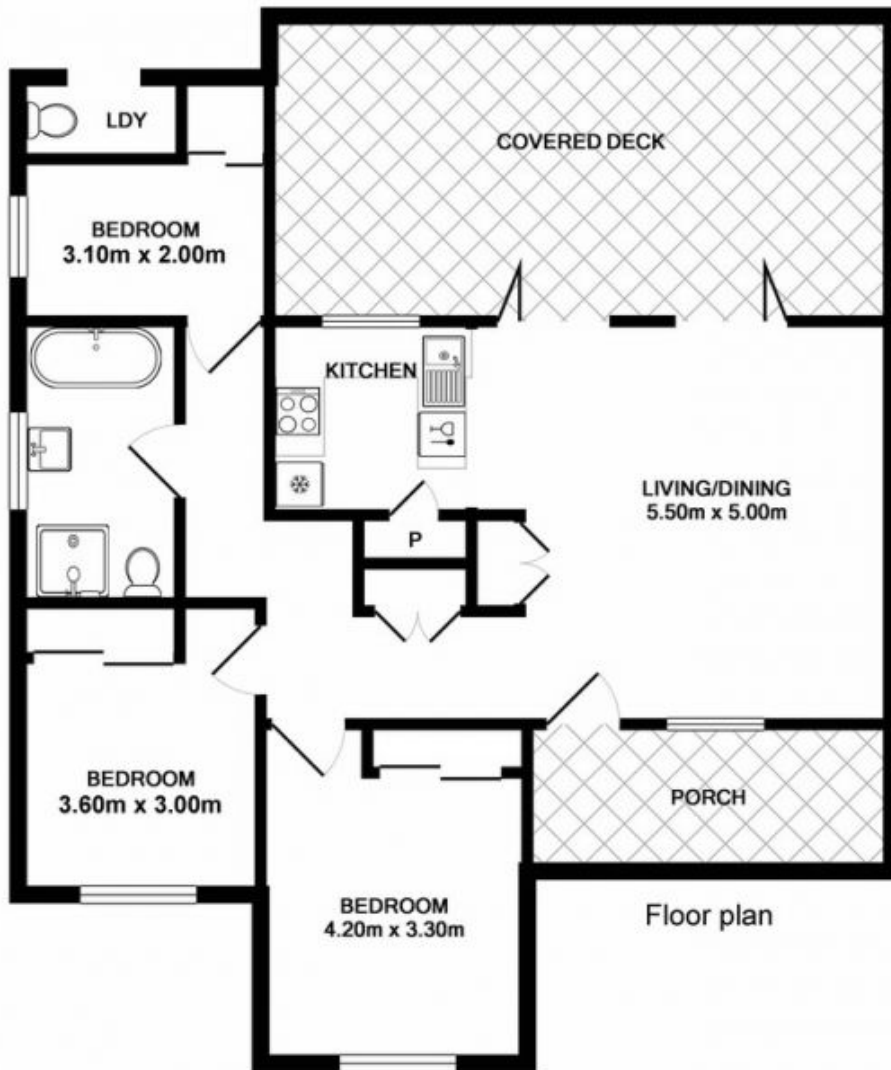 LDY
COVERED DECK
BEDROOM
3.10m x 2.00m
KITCHEN
LIVING/DINING
5.50m x 5.00m
P
BEDROOM
3.60m x 3.00m
PORCH
BEDROOM
4.20m x 3.30m
Floor plan